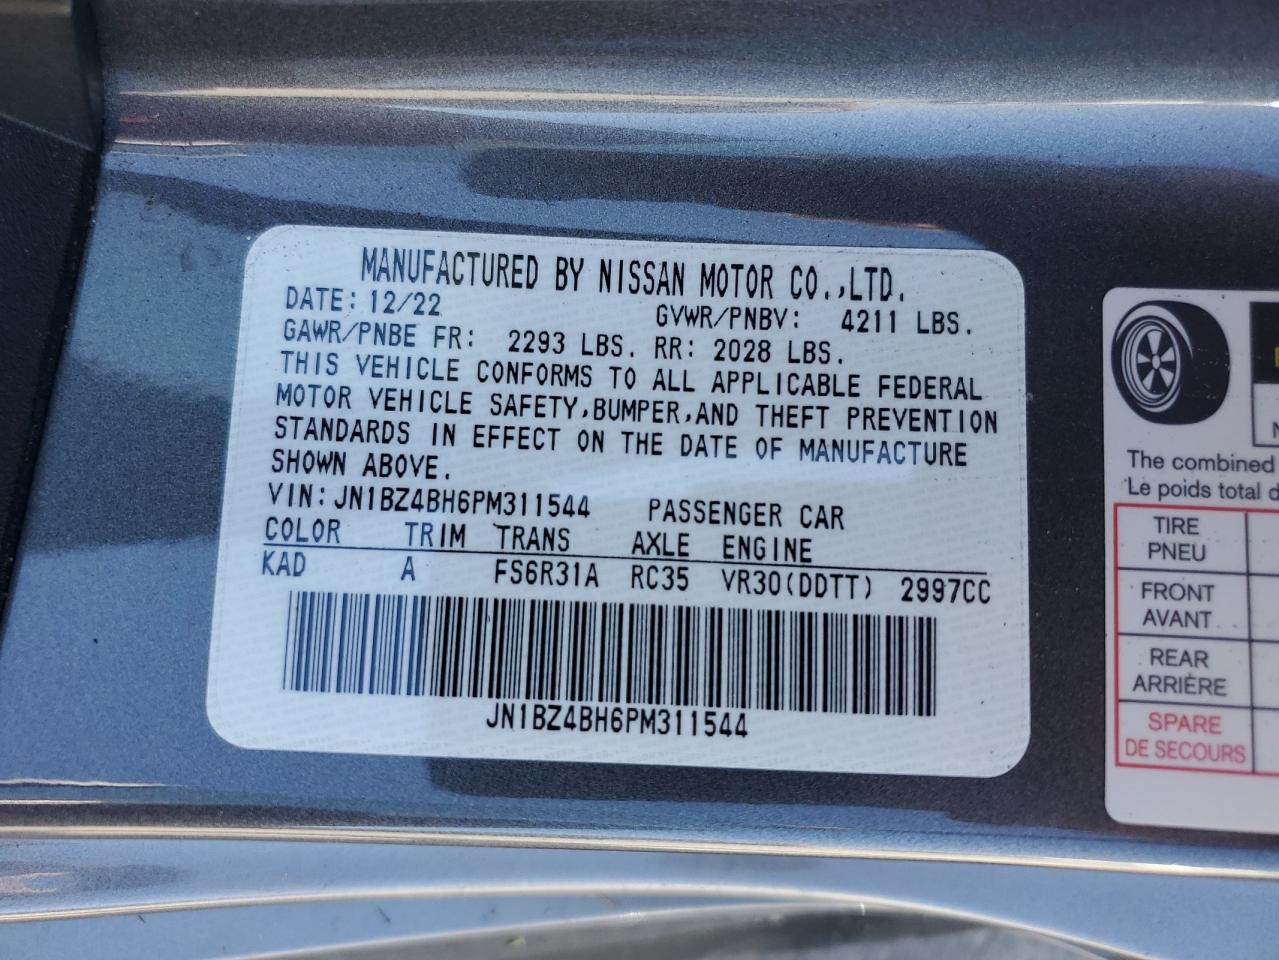 MANUFACTURED BY NISSAN MOTOR CO.,LTD.
DATE: 12/22 GVWR/PNBV: 4211 LBS.
GAWR/PNBE FR: 2293 LBS. RR: 2028 LBS.
THIS VEHICLE CONFORMS TO ALL APPLICABLE FEDERAL
MOTOR VEHICLE SAFETY,BUMPER,AND THEFT PREVENTION
STANDARDS IN EFFECT ON THE DATE OF MANUFACTURE
SHOWN ABOVE.
VIN: JN1BZ4BH6PM311544 PASSENGER CAR
COLOR TRIM TRANS AXLE ENGINE
KAD A FS6R31A RC35 VR30(DDTT) 2997CC
JN1BZ4BH6PM311544
The combined
Le poids total
TIRE
PNEU
FRONT
AVANT
REAR
ARRIÈRE
SPARE
DE SECOURS